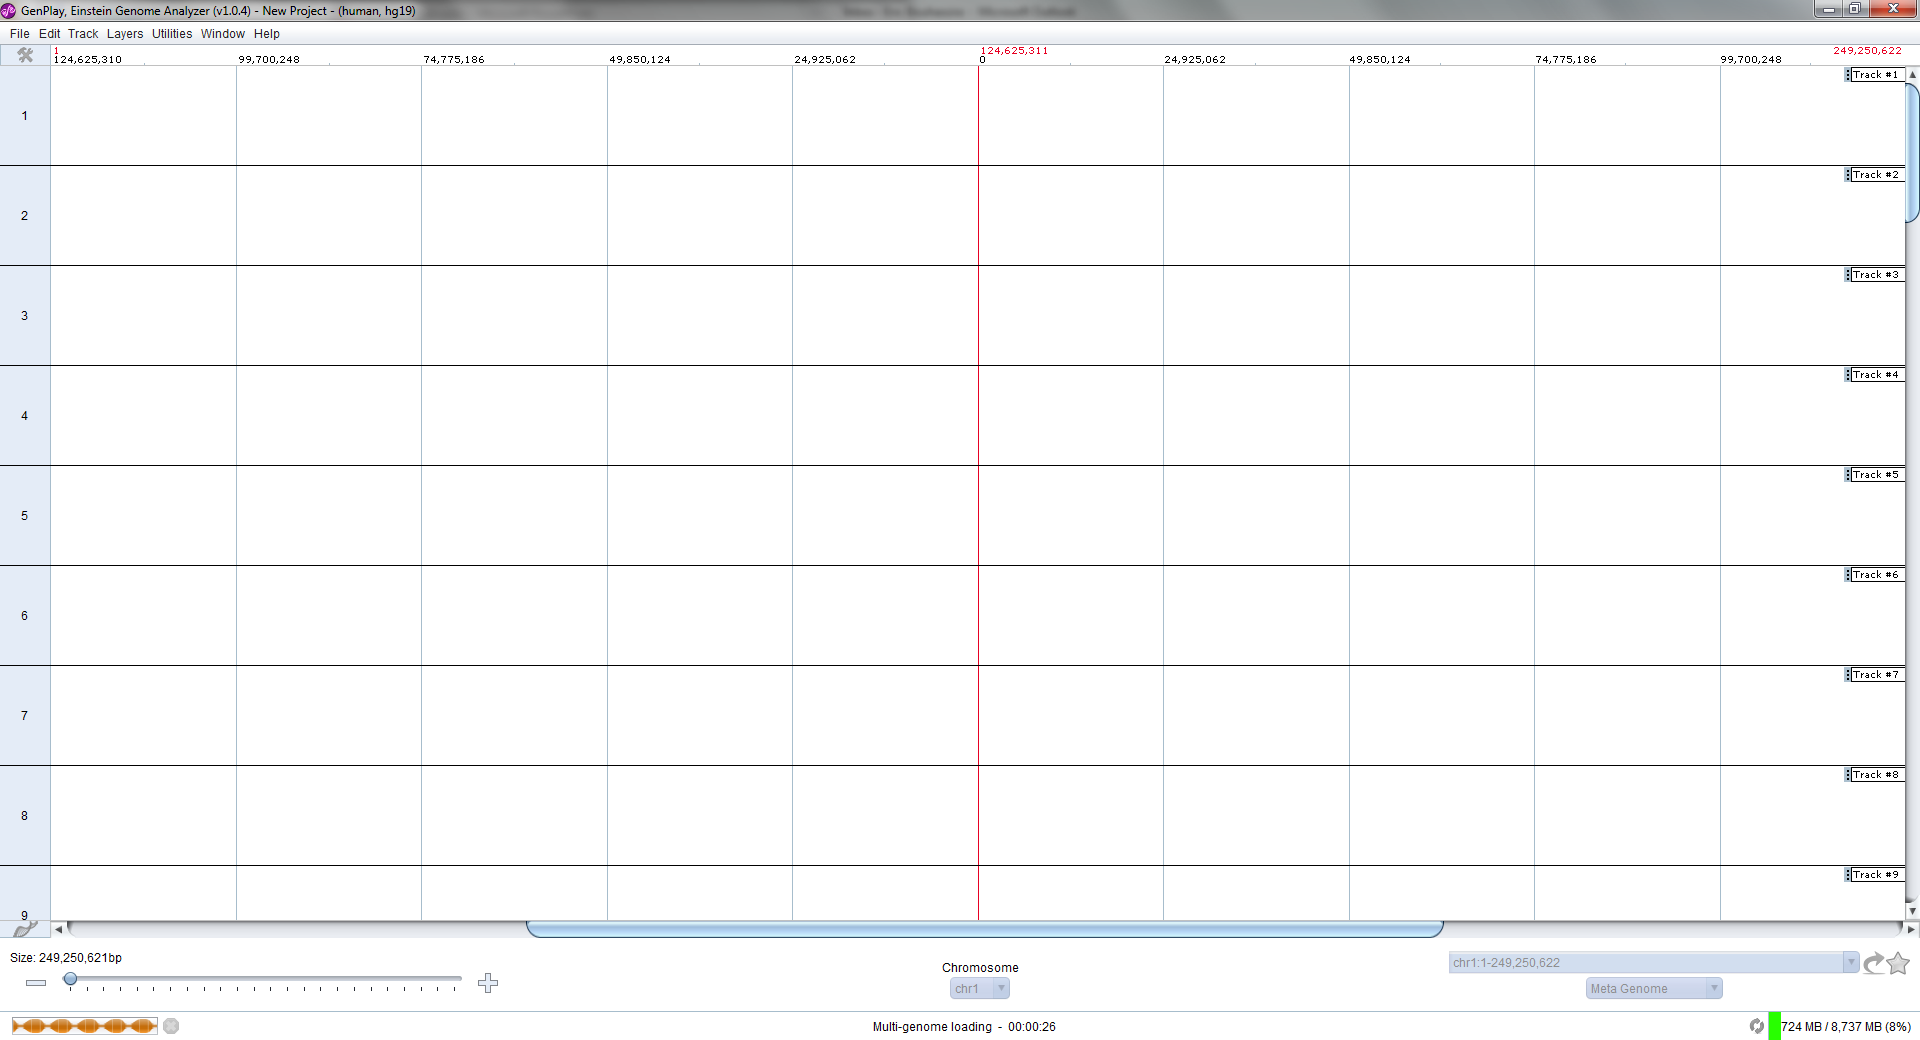 GenPlay, Einstein Genome Analyzer (v1.0.4) - New Project - (human, hg19)
File Edit Track Layers Utilities Window Help
1 124,625,311 249,250,622
124,625,310 99,700,248 74,775,186 49,850,124 24,925,062 0 24,925,062 49,850,124 74,775,186 99,700,248
Track #1
1
Track #2
2
Track #3
3
Track #4
4
Track #5
5
Track #6
6
Track #7
7
Track #8
8
Track #9
9
Size: 249,250,621bp
Chromosome
chr1
chr1:1-249,250,622
Meta Genome
Multi-genome loading - 00:00:26
724 MB / 8,737 MB (8%)